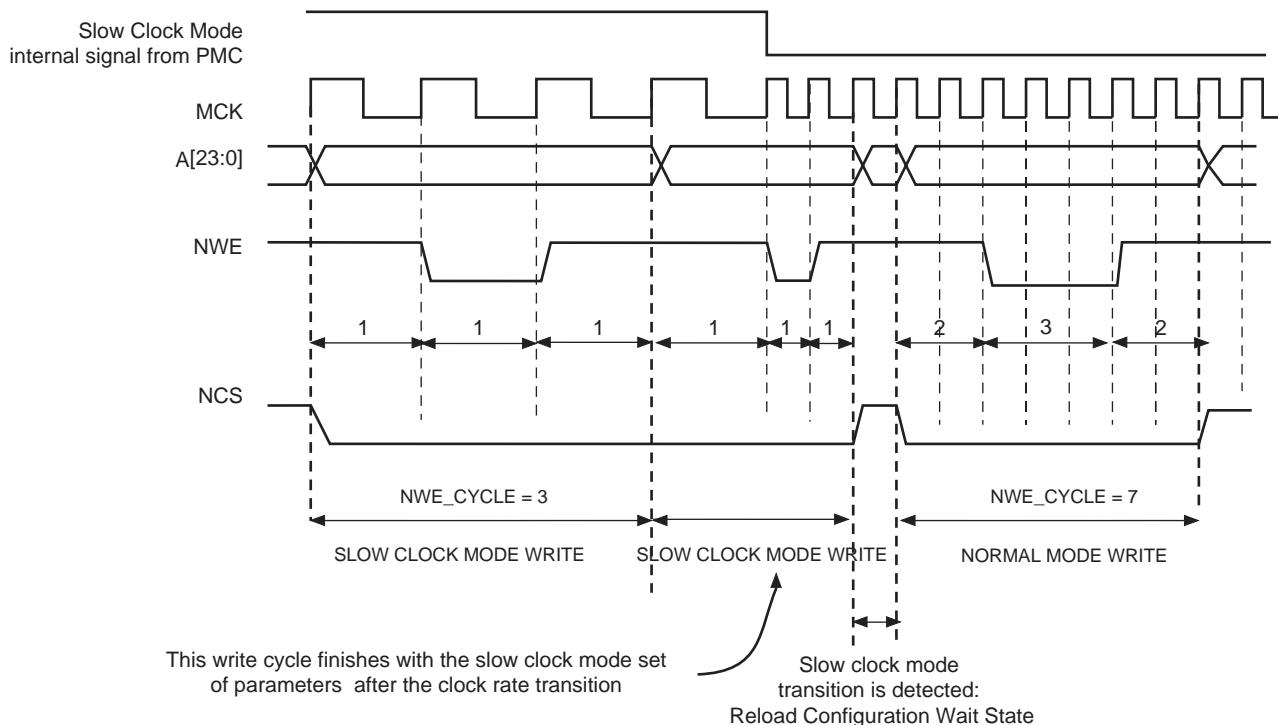 Slow Clock Mode
internal signal from PMC
MCK
A[23:0]
NWE
1 1 1 1 1 1 2 3 2
NCS
NWE_CYCLE = 3 NWE_CYCLE = 7
SLOW CLOCK MODE WRITE SLOW CLOCK MODE WRITE NORMAL MODE WRITE
This write cycle finishes with the slow clock mode set
of parameters after the clock rate transition
Slow clock mode
transition is detected:
Reload Configuration Wait State